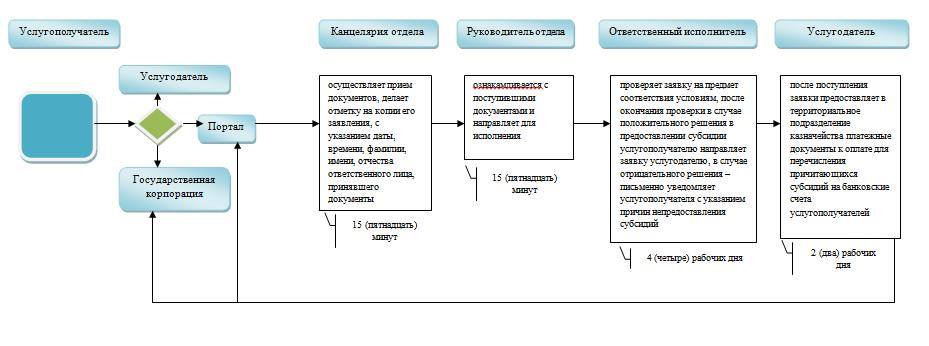 Услугополучатель
Канцелярия отдела
Руководитель отдела
Ответственный исполнитель
Услугодатель
Услугодатель
Портал
Государственная
корпорация
осуществляет прием
документов, делает
отметку на копии его
заявления, с
указанием даты,
времени, фамилии,
имени, отчества
ответственного лица,
принявшего
документы
15 (пятнадцать)
минут
ознакамливается с
поступившими
документами и
направляет для
исполнения
15 (пятнадцать)
минут
проверяет заявку на предмет
соответствия условиям, после
окончания проверки в случае
положительного решения в
предоставлении субсидии
услугополучателю направляет
заявку услугодателю, в случае
отрицательного решения –
письменно уведомляет
услугополучателя с указанием
причин непредоставления
субсидий
4 (четыре) рабочих дня
после поступления
заявки предоставляет в
территориальное
подразделение
казначейства платежные
документы к оплате для
перечисления
причитающихся
субсидий на банковские
счета
услугополучателей
2 (два) рабочих
дня